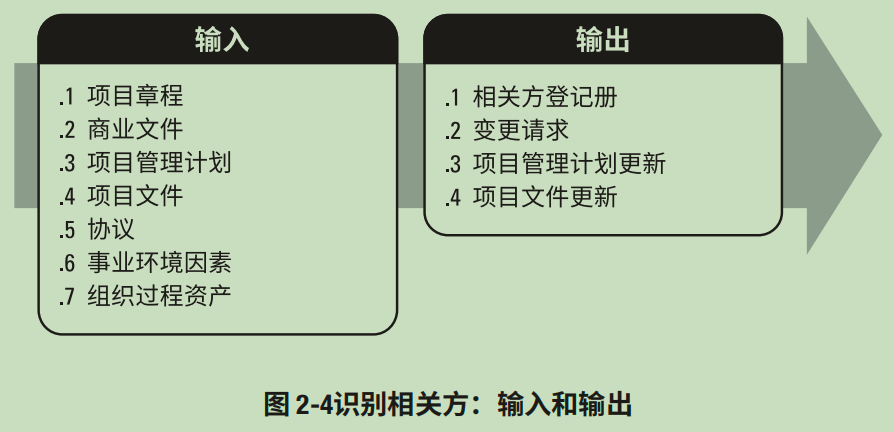 输入
.1 项目章程
.2 商业文件
.3 项目管理计划
.4 项目文件
.5 协议
.6 事业环境因素
.7 组织过程资产
输出
.1 相关方登记册
.2 变更请求
.3 项目管理计划更新
.4 项目文件更新
图 2-4识别相关方：输入和输出